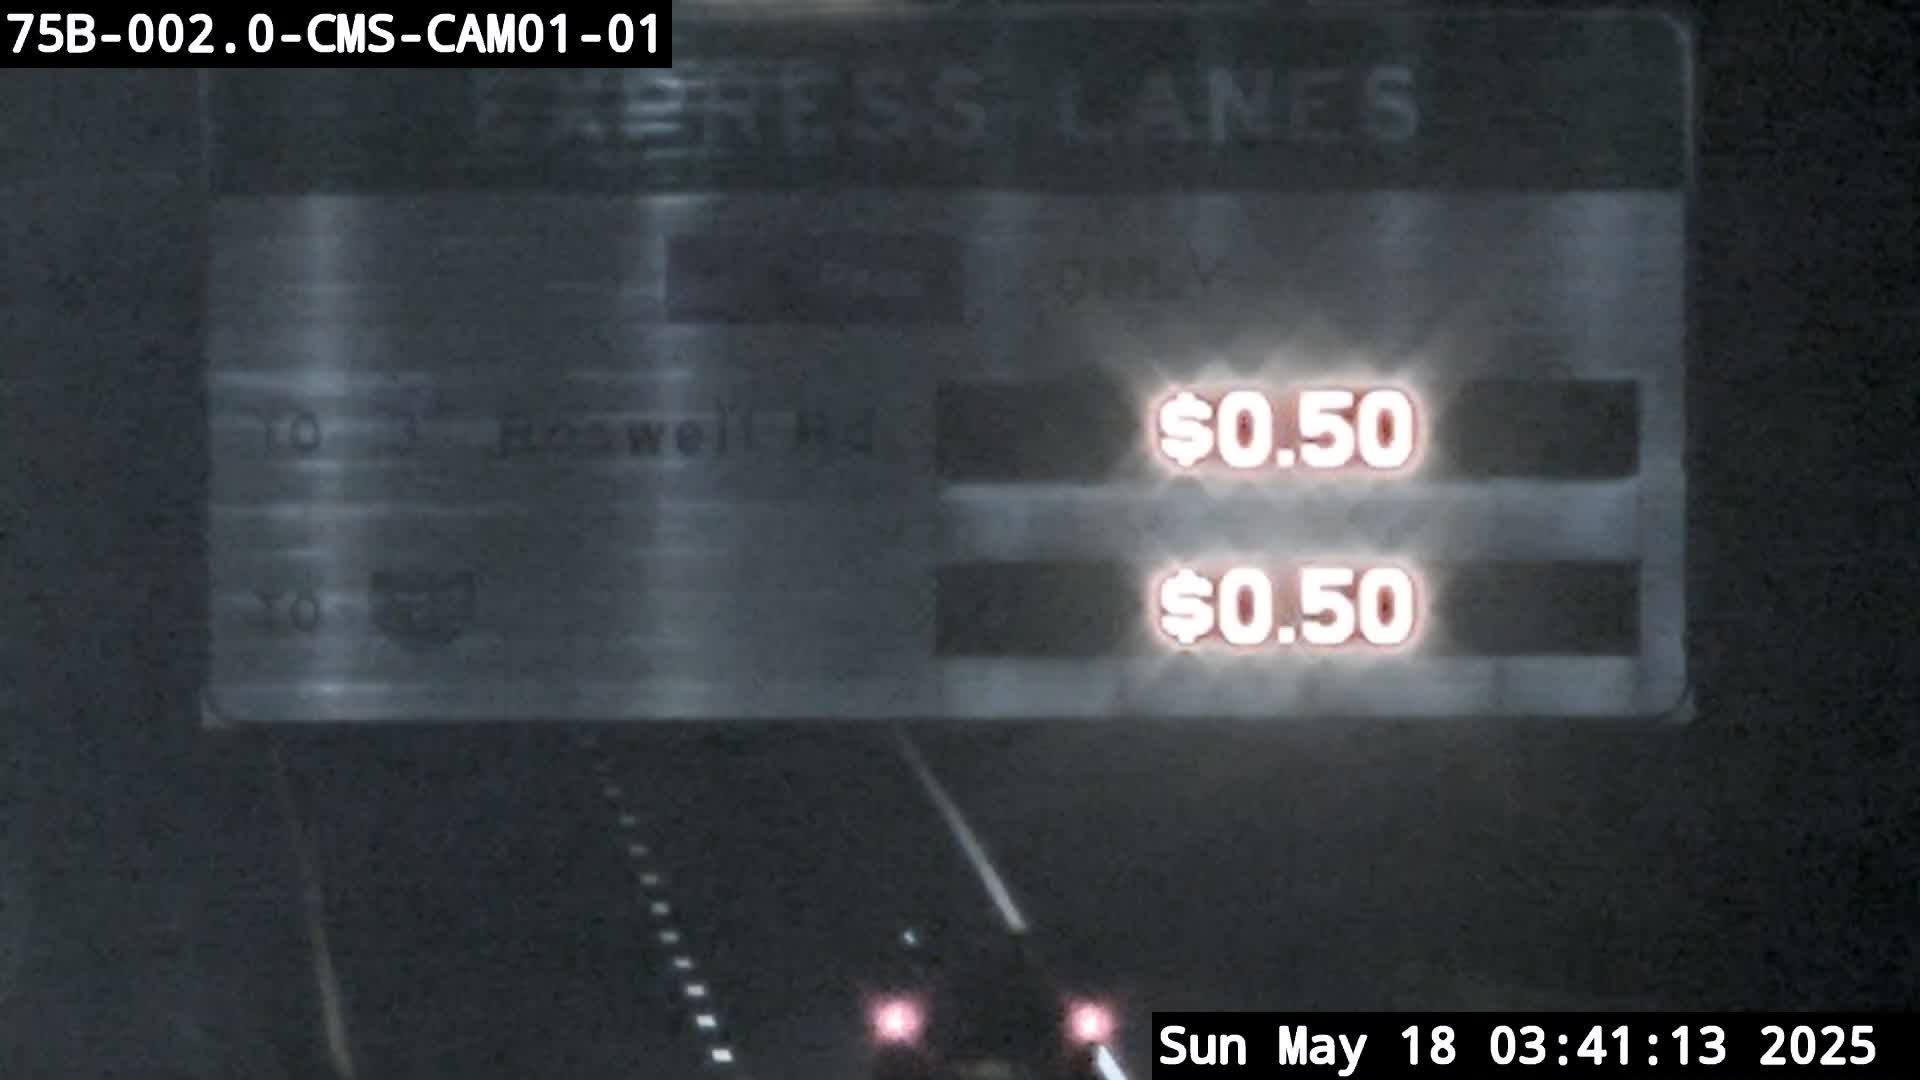 75B-002.0-CMS-CAM01-01
EXPRESS LANES
ONLY
TO 3 Roswell Rd $0.50
TO $0.50
Sun May 18 03:41:13 2025